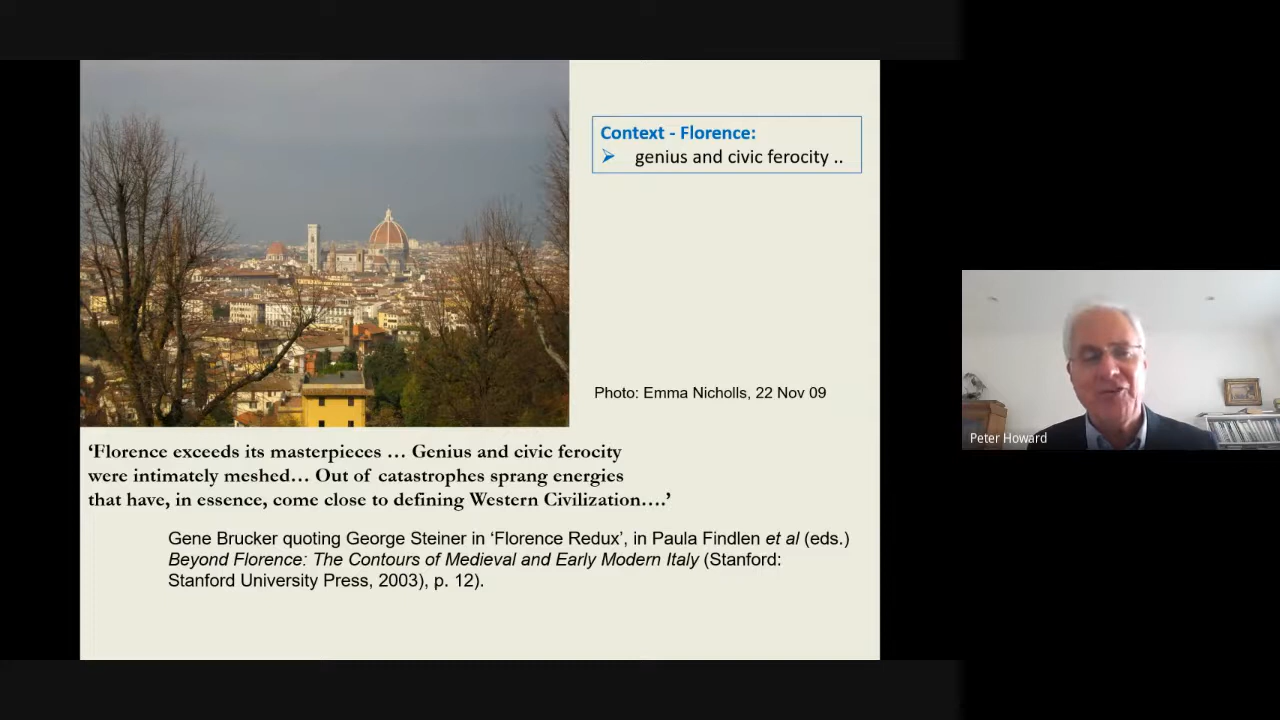 Context - Florence:
➢ genius and civic ferocity ..
Photo: Emma Nicholls, 22 Nov 09
‘Florence exceeds its masterpieces … Genius and civic ferocity
were intimately meshed… Out of catastrophes sprang energies
that have, in essence, come close to defining Western Civilization….’
Gene Brucker quoting George Steiner in ‘Florence Redux’, in Paula Findlen et al (eds.)
Beyond Florence: The Contours of Medieval and Early Modern Italy (Stanford:
Stanford University Press, 2003), p. 12).
Peter Howard